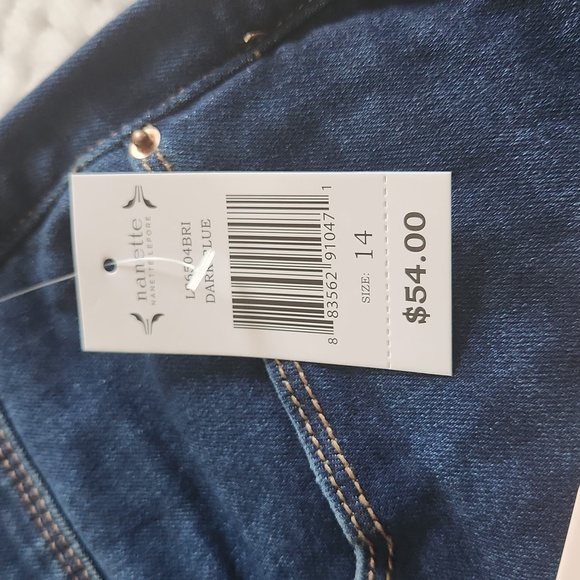 nanette
NANETTE LEPORE
DARK BLUE
8 83562 91047 1
SIZE: 14
$54.00